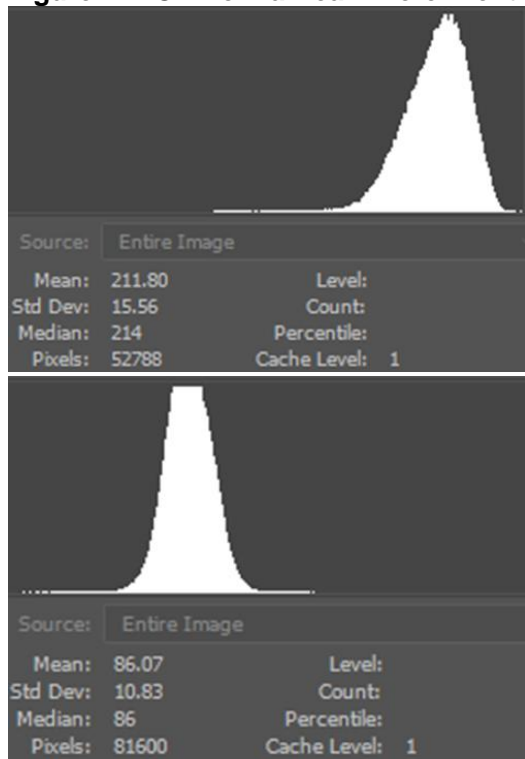 Source: Entire Image
Mean: 211.80 Level:
Std Dev: 15.56 Count:
Median: 214 Percentile:
Pixels: 52788 Cache Level: 1
Source: Entire Image
Mean: 86.07 Level:
Std Dev: 10.83 Count:
Median: 86 Percentile:
Pixels: 81600 Cache Level: 1